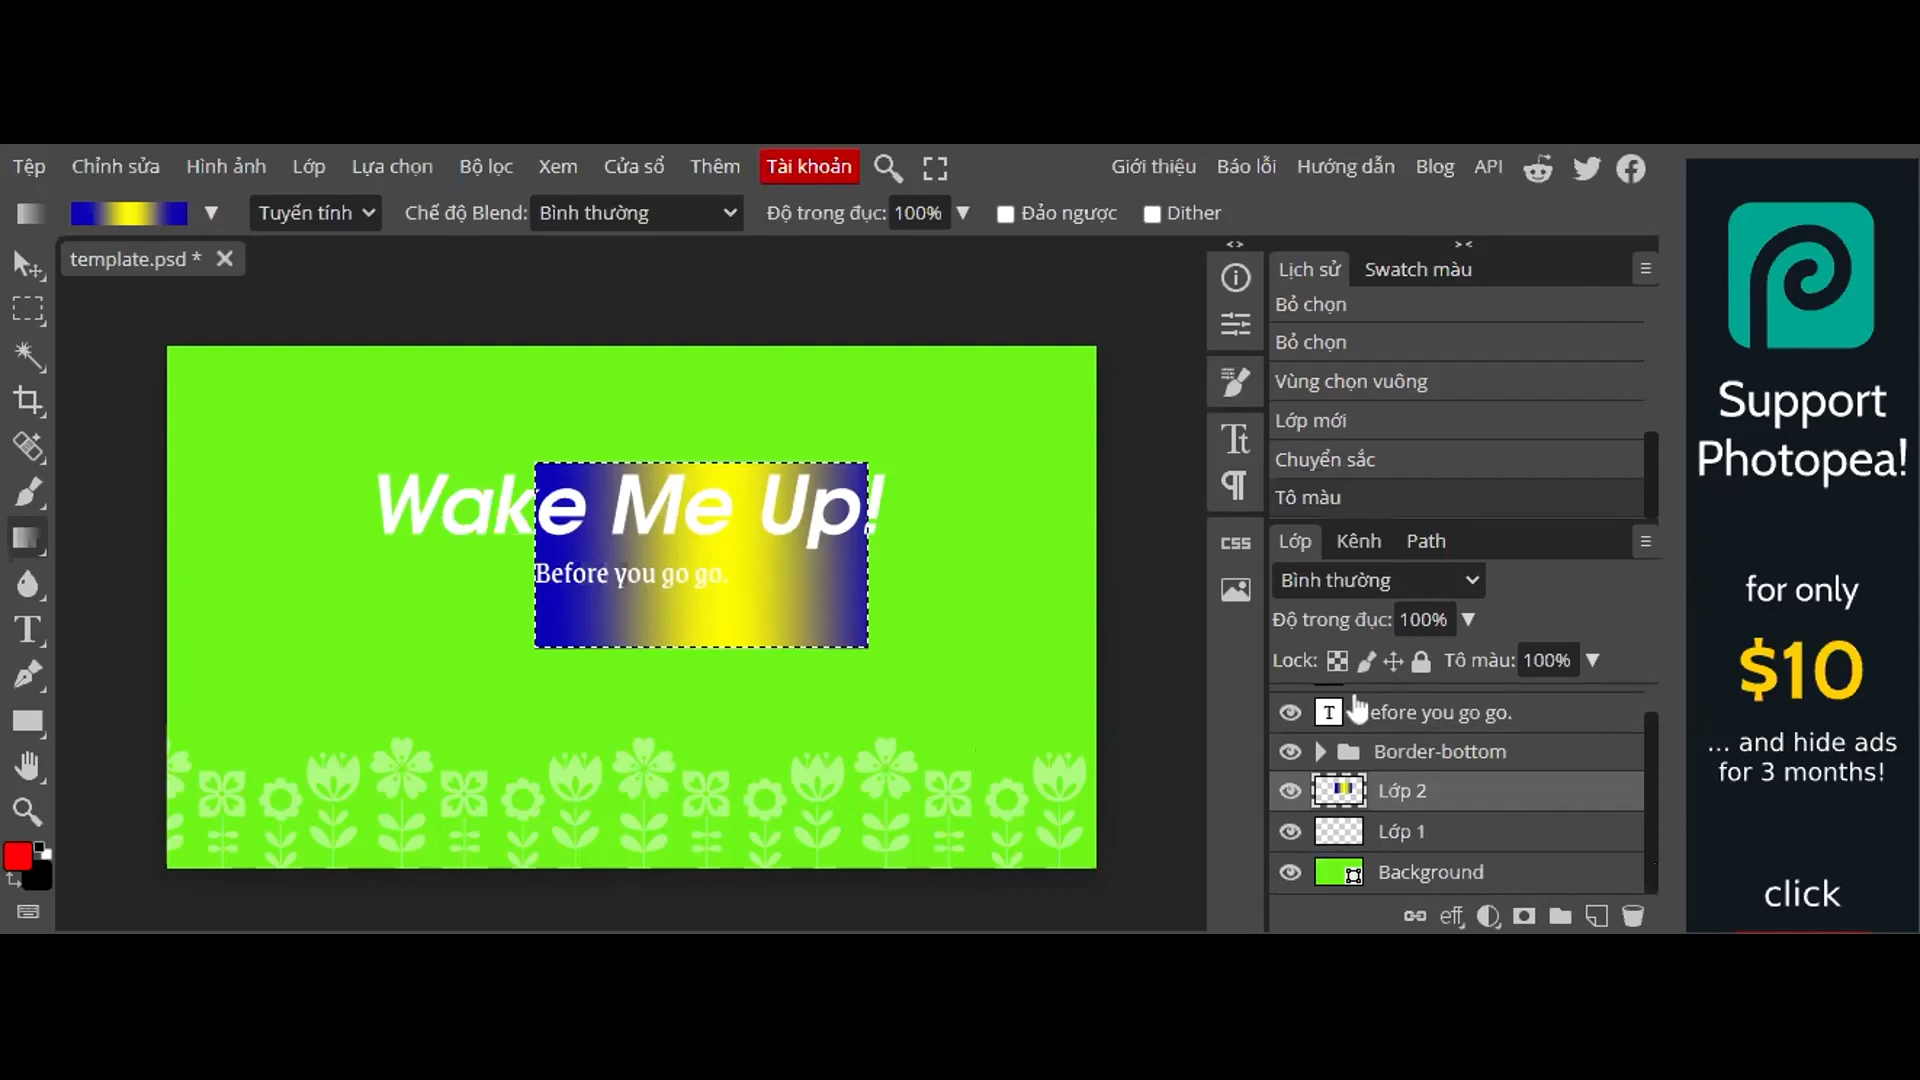 Tệp Chỉnh sửa Hình ảnh Lớp Lựa chọn Bộ lọc Xem Cửa sổ Thêm Tài khoản Giới thiệu Báo lỗi Hướng dẫn Blog API
Tuyến tính Chế độ Blend: Bình thường Độ trong đục: 100% Đảo ngược Dither
template.psd *
Wake Me Up!
Before you go go.
Lịch sử Swatch màu
Bỏ chọn
Bỏ chọn
Vùng chọn vuông
Lớp mới
Chuyển sắc
Tô màu
CSS
Lớp Kênh Path
Bình thường
Độ trong đục: 100%
Lock: Tô màu: 100%
T efore you go go.
Border-bottom
Lớp 2
Lớp 1
Background
eff
Support
Photopea!
for only
$10
... and hide ads
for 3 months!
click